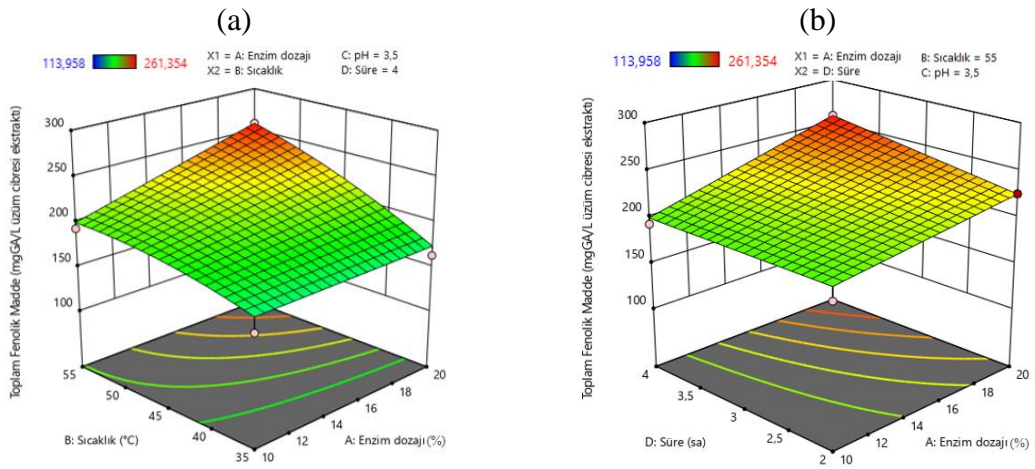 (a)
113,958 261,354
X1 = A: Enzim dozajı C: pH = 3,5
X2 = B: Sıcaklık D: Süre = 4
Toplam Fenolik Madde (mgGA/L üzüm cibresi ekstraktı)
300
250
200
150
100
55
50
45
40
35
B: Sıcaklık (°C)
10
12
14
16
18
20
A: Enzim dozajı (%)
(b)
113,958 261,354
X1 = A: Enzim dozajı B: Sıcaklık = 55
X2 = D: Süre C: pH = 3,5
Toplam Fenolik Madde (mgGA/L üzüm cibresi ekstraktı)
300
250
200
150
100
4
3,5
3
2,5
2
D: Süre (sa)
10
12
14
16
18
20
A: Enzim dozajı (%)